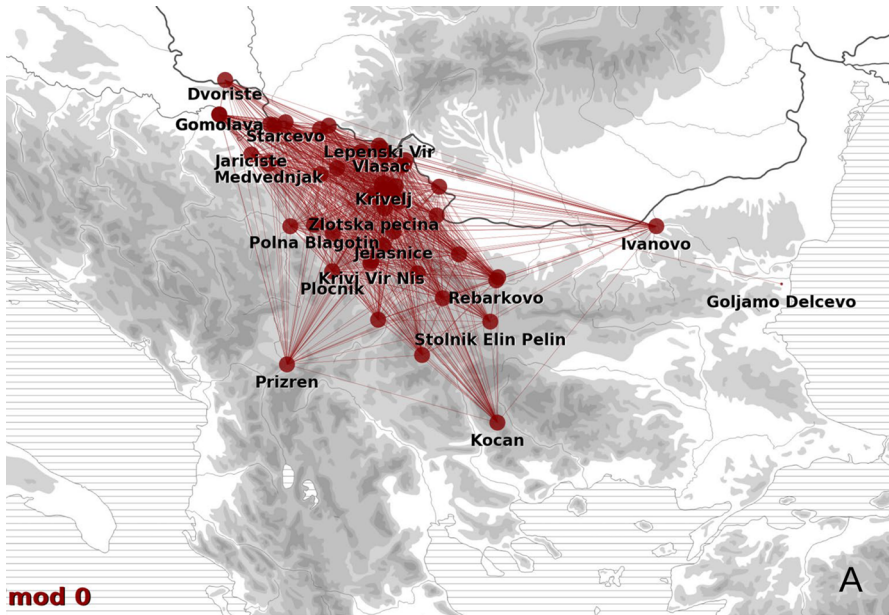 Dvoriste
Gomolava
Starcevo
Lepenski Vir
Jariciste
Vlasac
Medvednjak
Krivelj
Zlotska pecina
Polna Blagotin
Ivanovo
Jelasnice
Krivi Vir Nis
Plocnik
Rebarkovo
Goljamo Delcevo
Stolnik Elin Pelin
Prizren
Kocan
A
mod 0